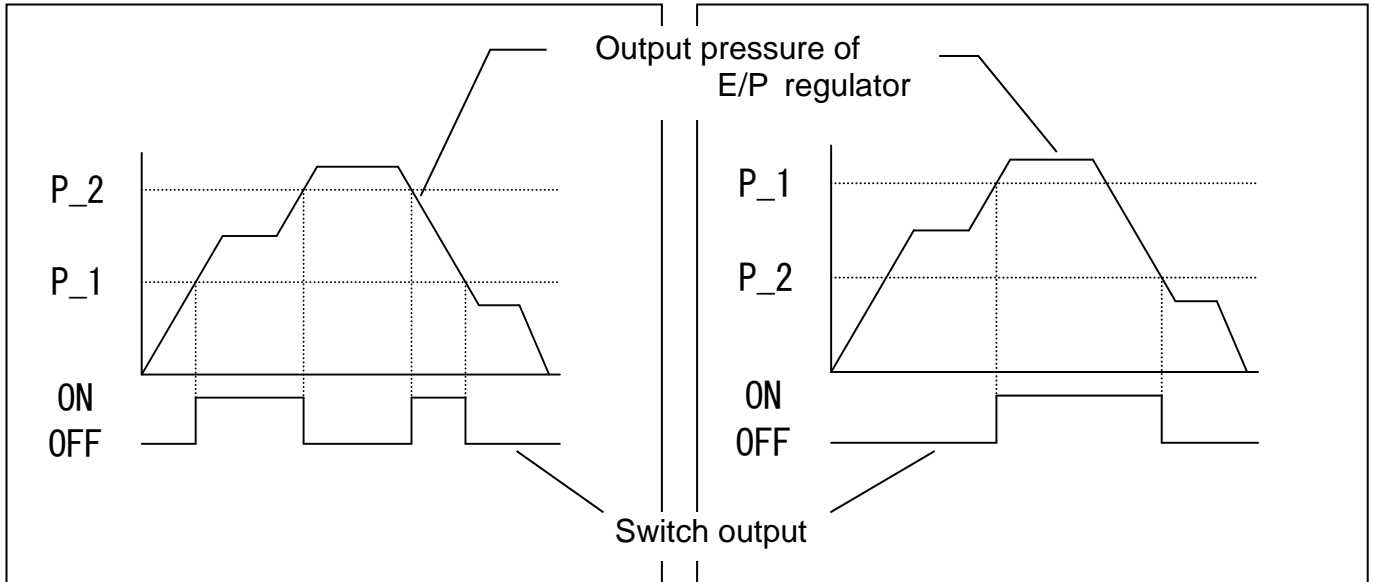 Output pressure of
E/P regulator
P_2
P_1
ON
OFF
P_1
P_2
ON
OFF
Switch output